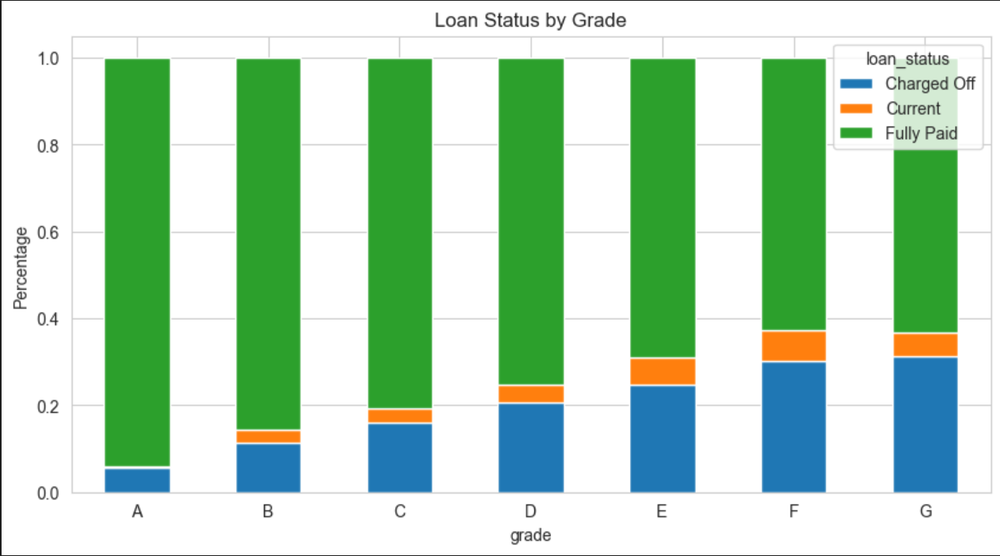 Loan Status by Grade
loan_status
Charged Off
Current
Fully Paid
Percentage
1.0
0.8
0.6
0.4
0.2
0.0
A B C D E F G
grade